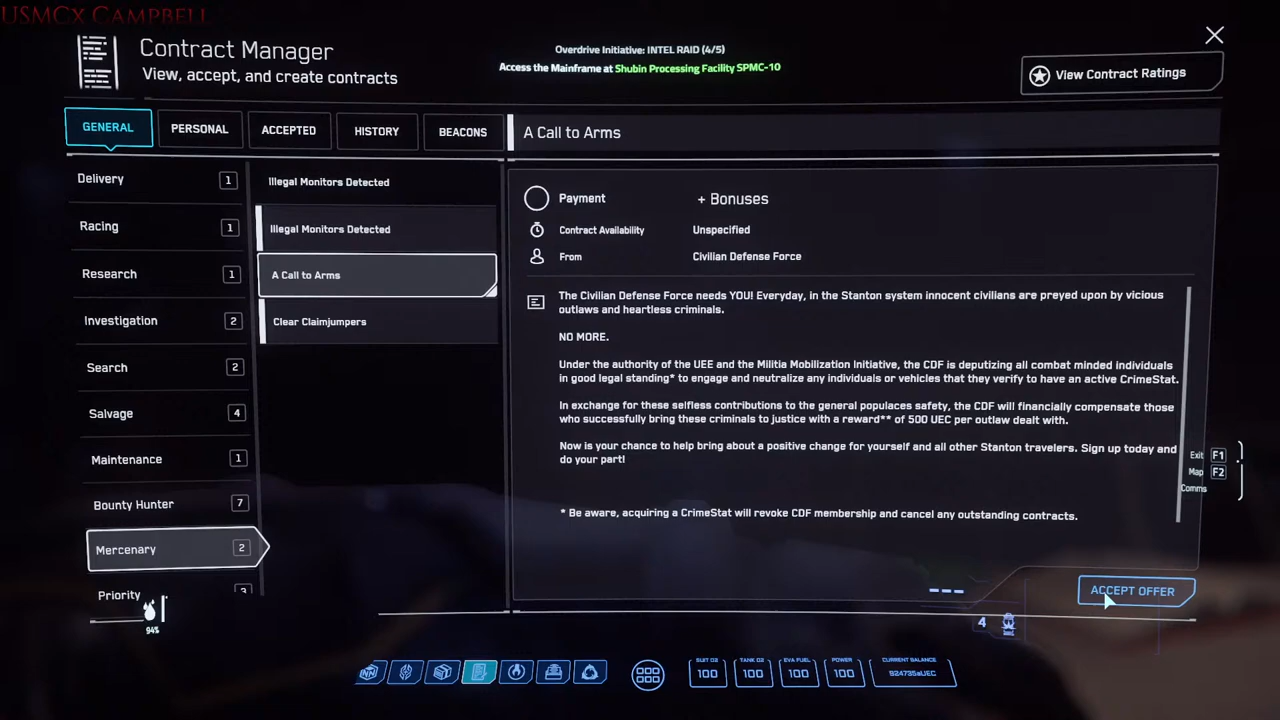 USMCx CAMPBELL
Contract Manager
View, accept, and create contracts
Overdrive Initiative: INTEL RAID (4/5)
Access the Mainframe at Shubin Processing Facility SPMC-10
View Contract Ratings
GENERAL
PERSONAL
ACCEPTED
HISTORY
BEACONS
A Call to Arms
Delivery 1
Racing 1
Research 1
Investigation 2
Search 2
Salvage 4
Maintenance 1
Bounty Hunter 7
Mercenary 2
Priority 3
Illegal Monitors Detected
Illegal Monitors Detected
A Call to Arms
Clear Claimjumpers
Payment + Bonuses
Contract Availability Unspecified
From Civilian Defense Force
The Civilian Defense Force needs YOU! Everyday, in the Stanton system innocent civilians are preyed upon by vicious
outlaws and heartless criminals.
NO MORE.
Under the authority of the UEE and the Militia Mobilization Initiative, the CDF is deputizing all combat minded individuals
in good legal standing* to engage and neutralize any individuals or vehicles that they verify to have an active CrimeStat.
In exchange for these selfless contributions to the general populaces safety, the CDF will financially compensate those
who successfully bring these criminals to justice with a reward** of 500 UEC per outlaw dealt with.
Now is your chance to help bring about a positive change for yourself and all other Stanton travelers. Sign up today and
do your part!
* Be aware, acquiring a CrimeStat will revoke CDF membership and cancel any outstanding contracts.
Exit F1
Map F2
Comms
ACCEPT OFFER
4
94%
SUIT O2
100
TANK O2
100
EVA FUEL
100
POWER
100
CURRENT BALANCE
924735aUEC